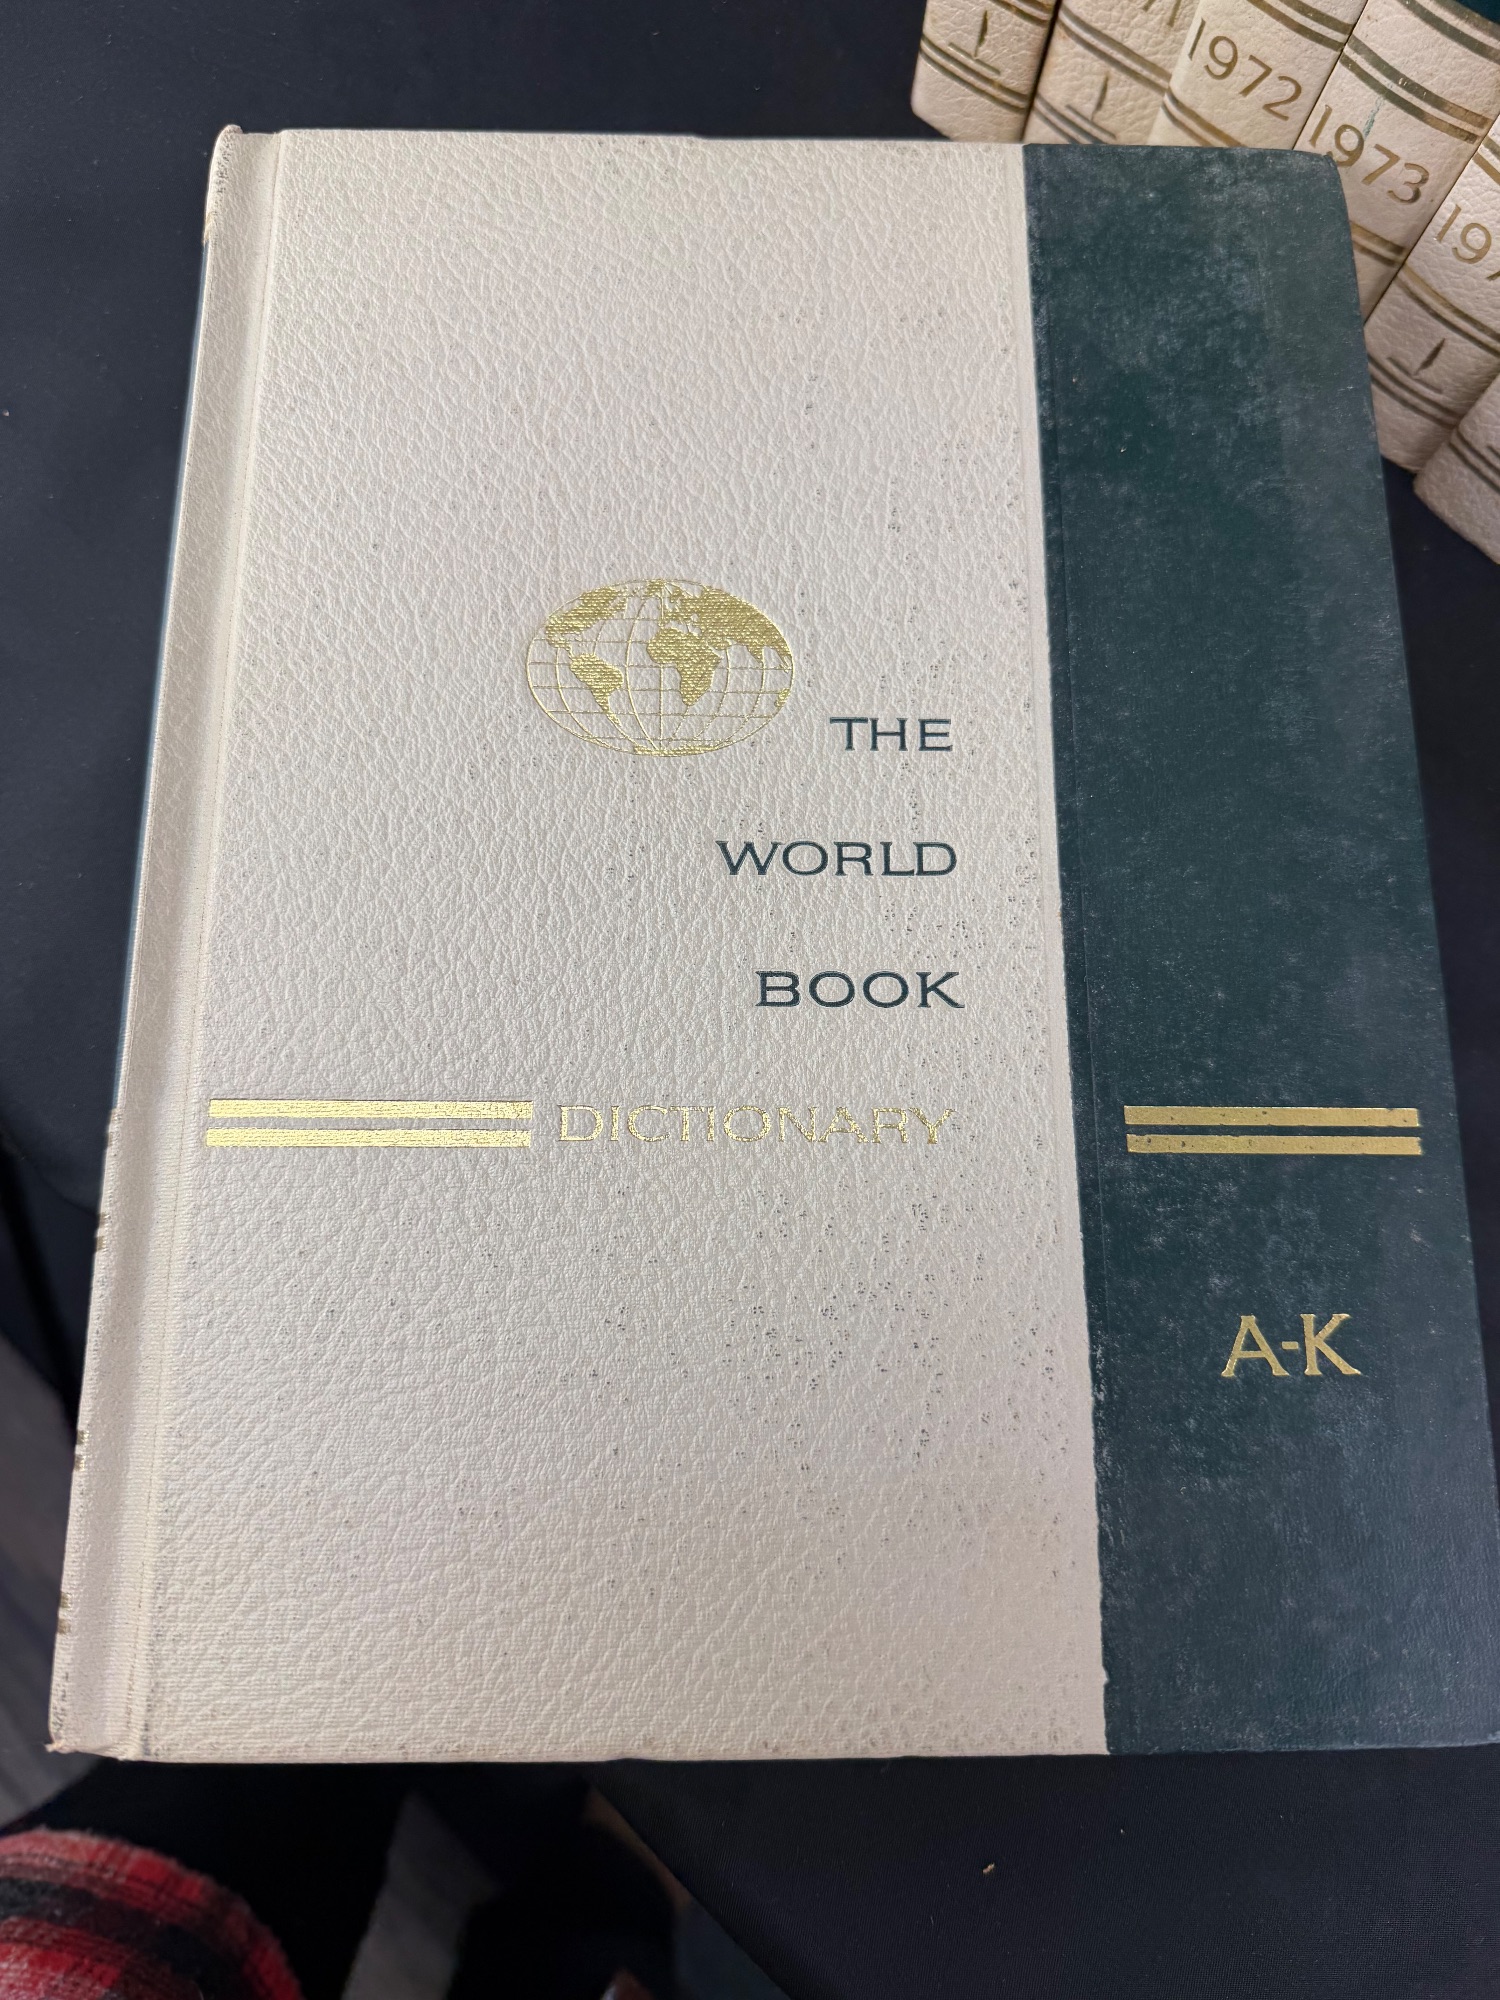 1972
1973
THE
WORLD
BOOK
DICTIONARY
A-K